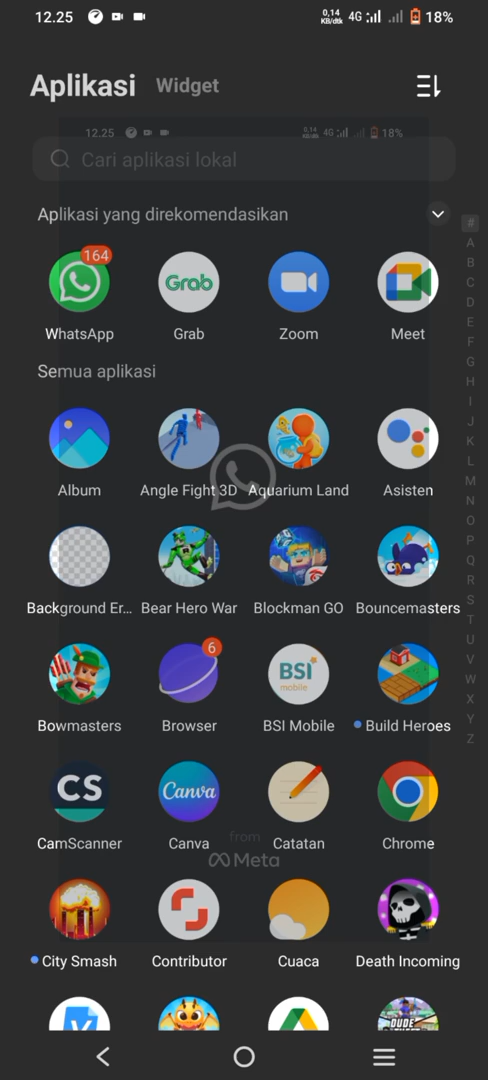 12.25
0,14
KB/dtk
4G
18%
Aplikasi Widget
12.25
0,14
4G
18%
Cari aplikasi lokal
Aplikasi yang direkomendasikan
#
A
B
C
D
E
F
G
H
I
J
K
L
M
N
O
P
Q
R
S
T
U
V
W
X
Y
Z
164
Grab
WhatsApp Grab Zoom Meet
Semua aplikasi
Album Angle Fight 3D Aquarium Land Asisten
Background Er... Bear Hero War Blockman GO Bouncemasters
6
BSI
mobile
Bowmasters Browser BSI Mobile Build Heroes
CS
Canva
CamScanner Canva Catatan Chrome
from
Meta
City Smash Contributor Cuaca Death Incoming
DUDE